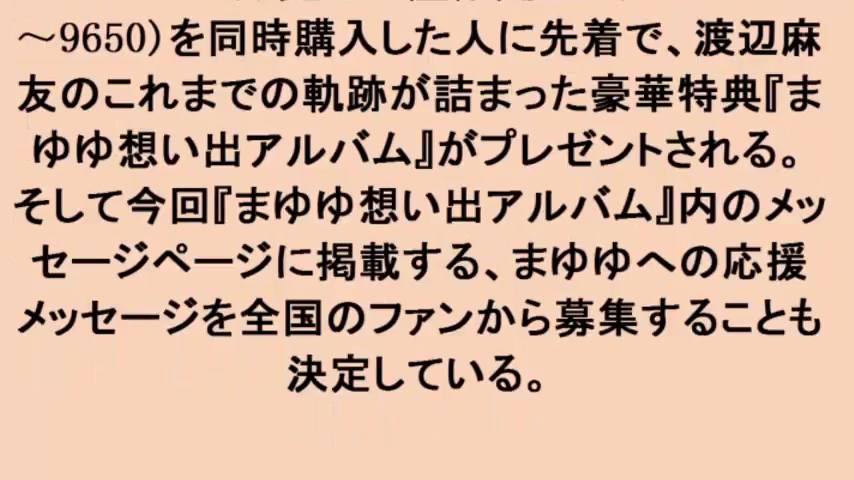 ～9650）を同時購入した人に先着で、渡辺麻
友のこれまでの軌跡が詰まった豪華特典『ま
ゆゆ想い出アルバム』がプレゼントされる。
そして今回『まゆゆ想い出アルバム』内のメッ
セージページに掲載する、まゆゆへの応援
メッセージを全国のファンから募集することも
決定している。